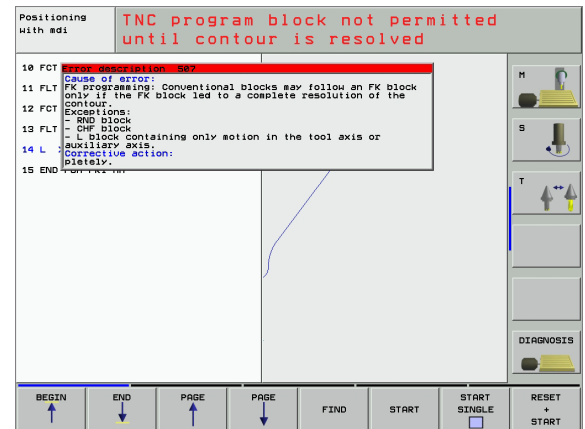 Positioning
with mdi
TNC program block not permitted
until contour is resolved
10 FCT
Error description 507
Cause of error:
11 FLT
FK programming: Conventional blocks may follow an FK block
only if the FK block led to a complete resolution of the
contour.
12 FCT
Exceptions:
- RND block
13 FLT
- CHF block
- L block containing only motion in the tool axis or
14 L
auxiliary axis.
Corrective action:
pletely.
15 END
M
S
T
DIAGNOSIS
BEGIN
END
PAGE
PAGE
FIND
START
START
SINGLE
RESET
+
START